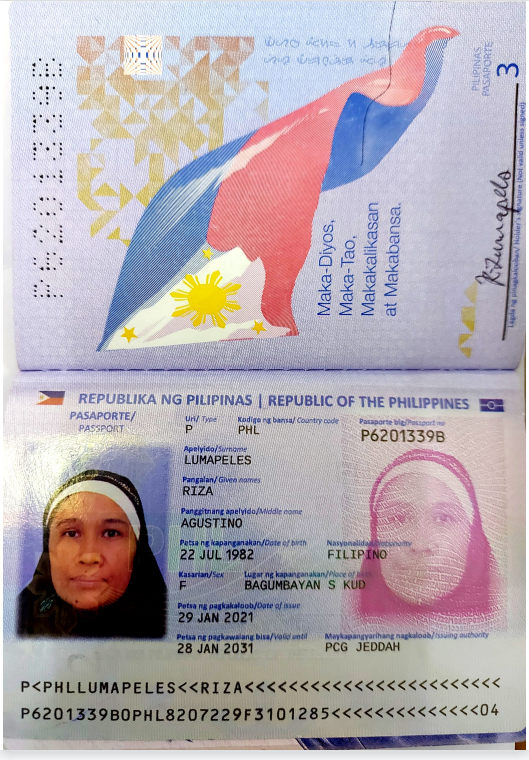 P6201339B
PILIPINAS
PASAPORTE
3
Maka-Diyos,
Maka-Tao,
Makakalikasan
at Makabansa.
REPUBLIKA NG PILIPINAS | REPUBLIC OF THE PHILIPPINES
PASAPORTE/
PASSPORT
Uri/ Type Kodigo ng bansa/ Country code Pasaporte blg/Passport no
P PHL P6201339B
Apelyido/Surname
LUMAPELES
Pangalan/ Given names
RIZA
Panggitnang apelyido/Middle name
AGUSTINO
Petsa ng kapanganakan/Date of birth Nasyonalidad/Nationality
22 JUL 1982 FILIPINO
Kasarian/Sex Lugar ng kapanganakan/Place of birth
F BAGUMBAYAN S KUD
Petsa ng pagkakaloob/Date of issue
29 JAN 2021
Petsa ng pagkawalang bisa/Valid until Maykapangyarihang nagkaloob/Issuing authority
28 JAN 2031 PCG JEDDAH
P<PHLLUMAPELES<<RIZA<<<<<<<<<<<<<<<<<<<<<<<<
P6201339B0PHL8207229F3101285<<<<<<<<<<<<<<04